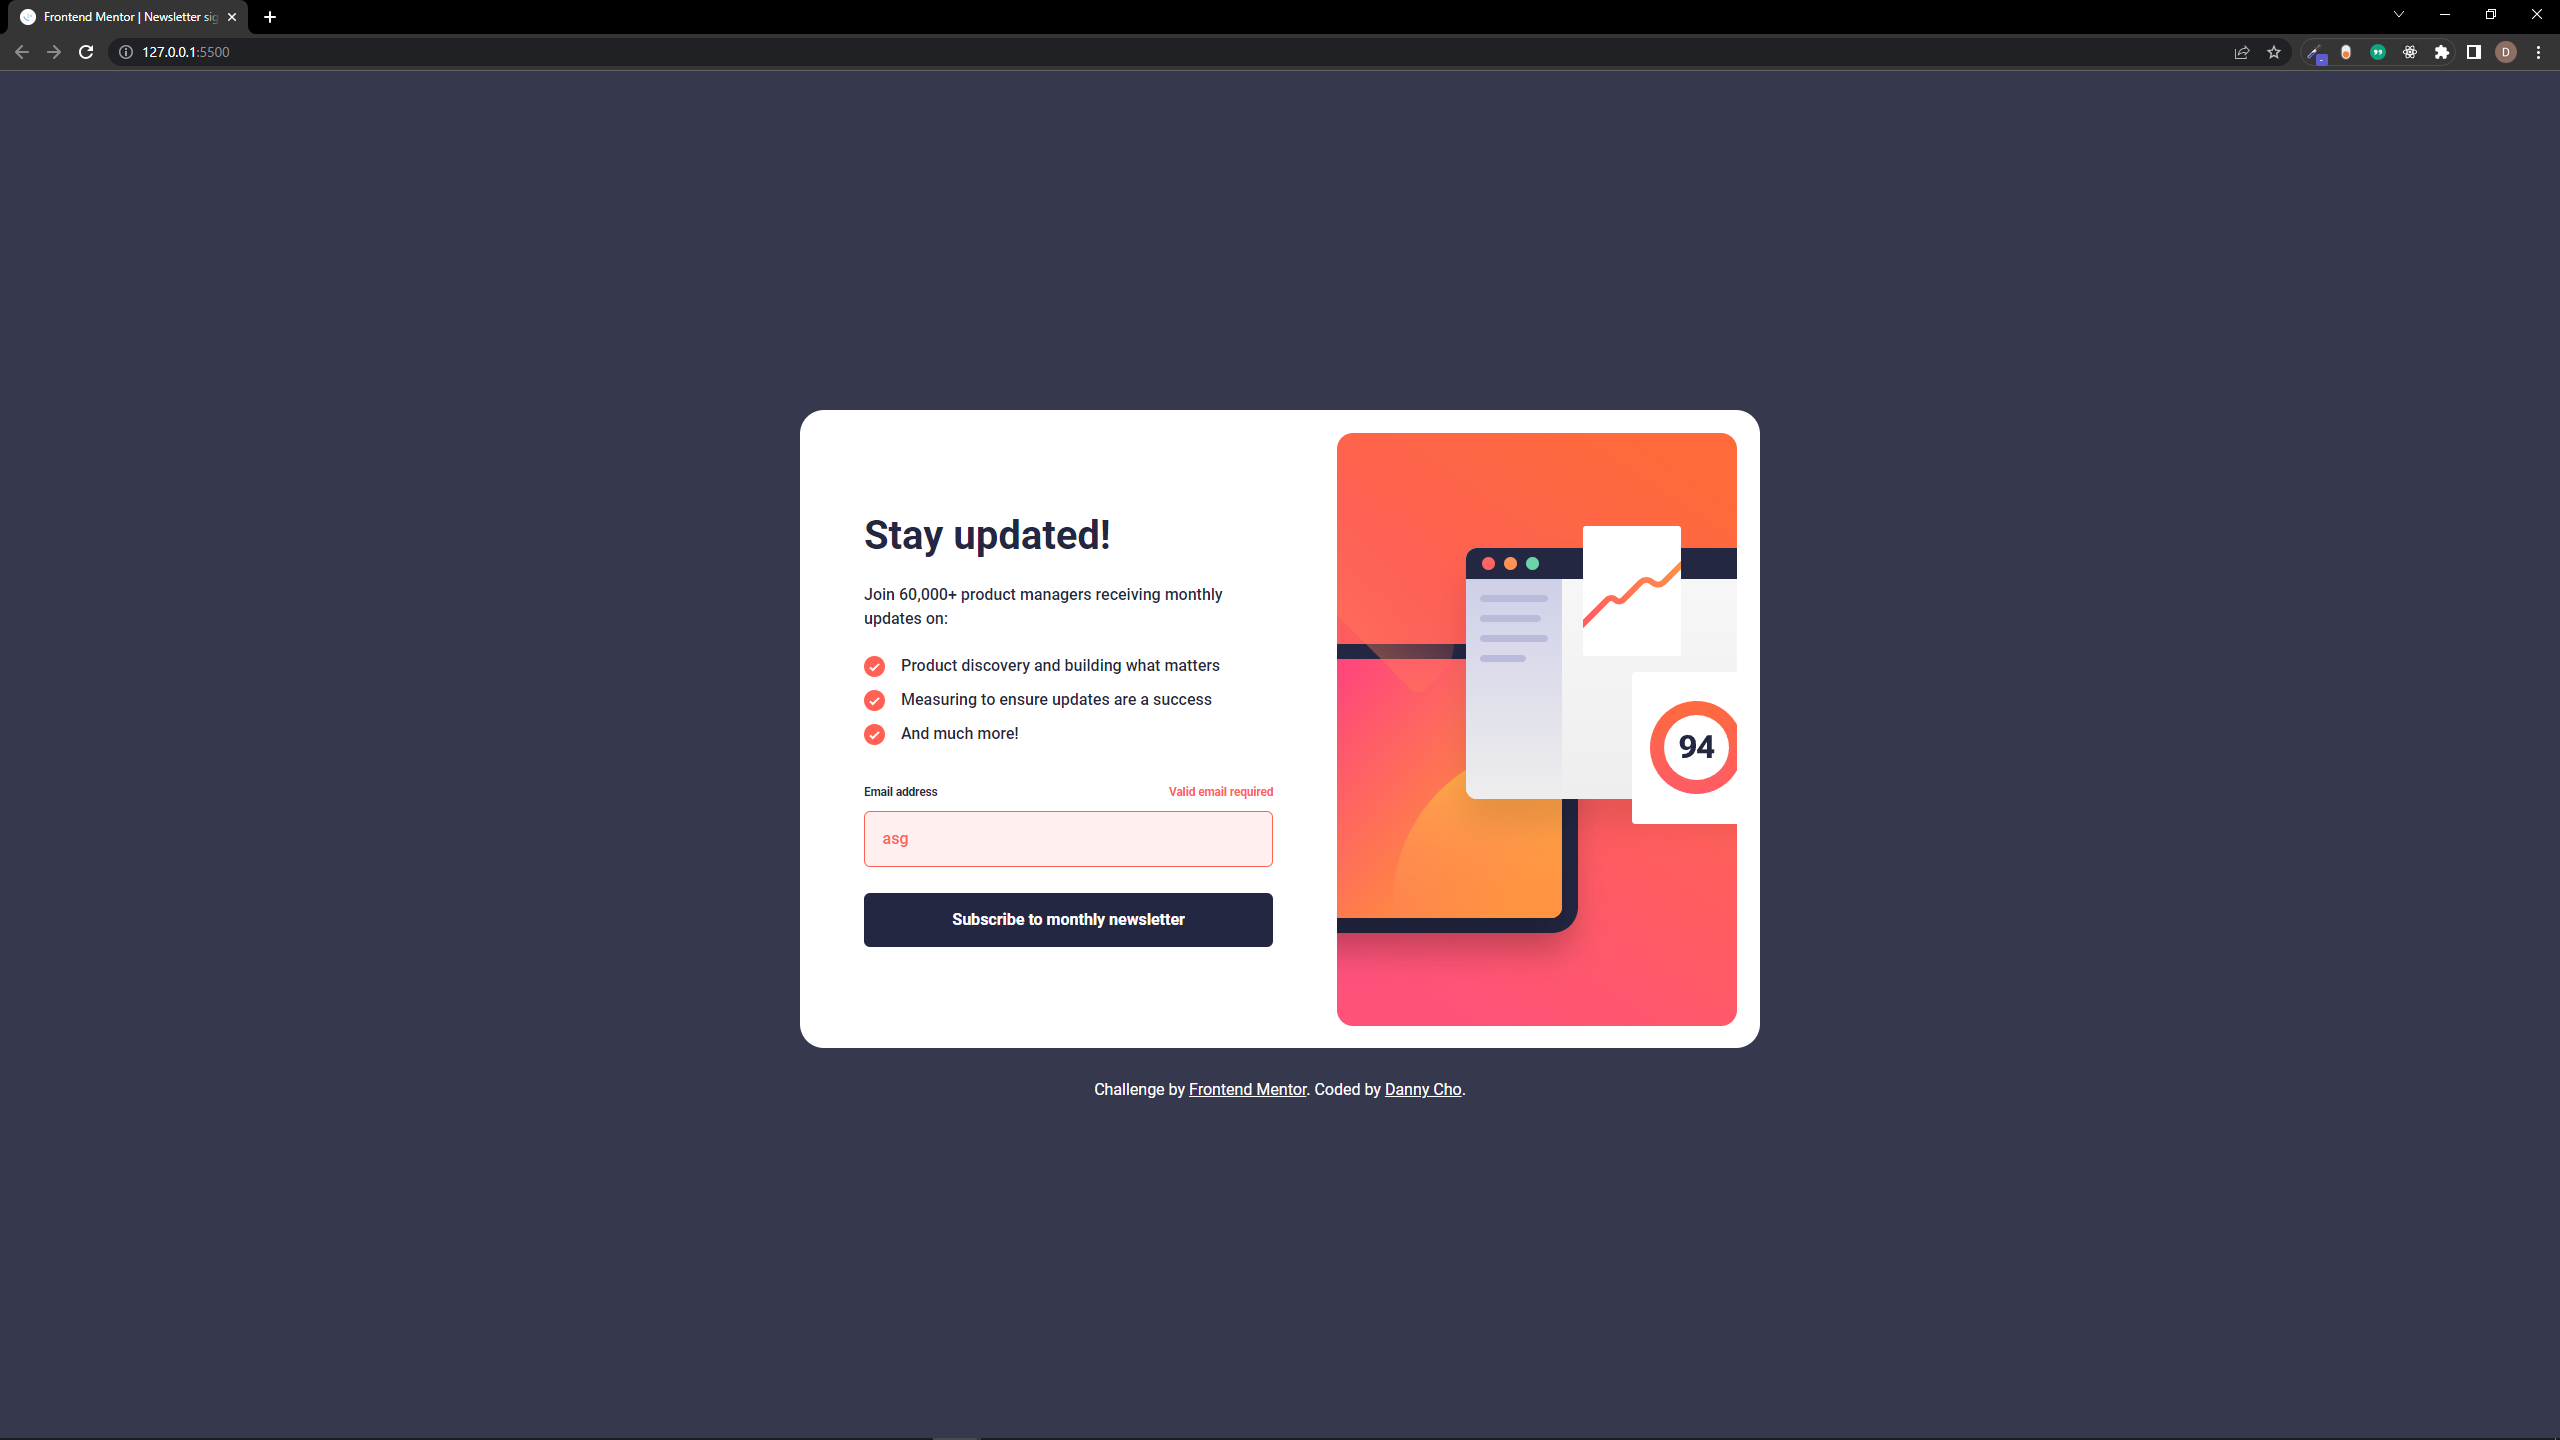 Frontend Mentor | Newsletter sig
127.0.0.1:5500
D
Stay updated!
Join 60,000+ product managers receiving monthly
updates on:
Product discovery and building what matters
Measuring to ensure updates are a success
And much more!
Email address
Valid email required
asg
Subscribe to monthly newsletter
94
Challenge by Frontend Mentor. Coded by Danny Cho.